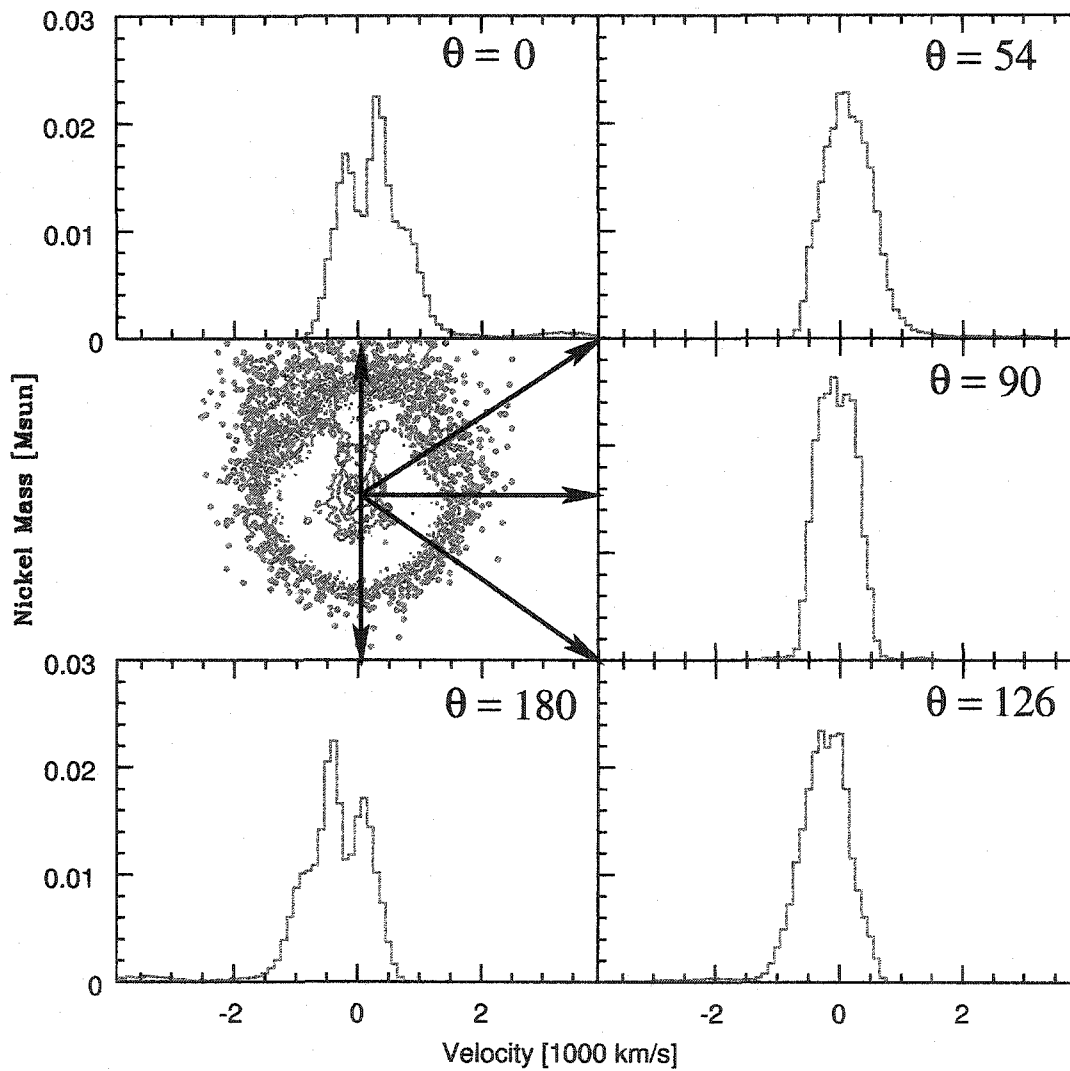 0.03
θ = 0
θ = 54
0.02
0.01
0
θ = 90
Nickel Mass [Msun]
0.03
θ = 180
θ = 126
0.02
0.01
0
-2 0 2 -2 0 2
Velocity [1000 km/s]